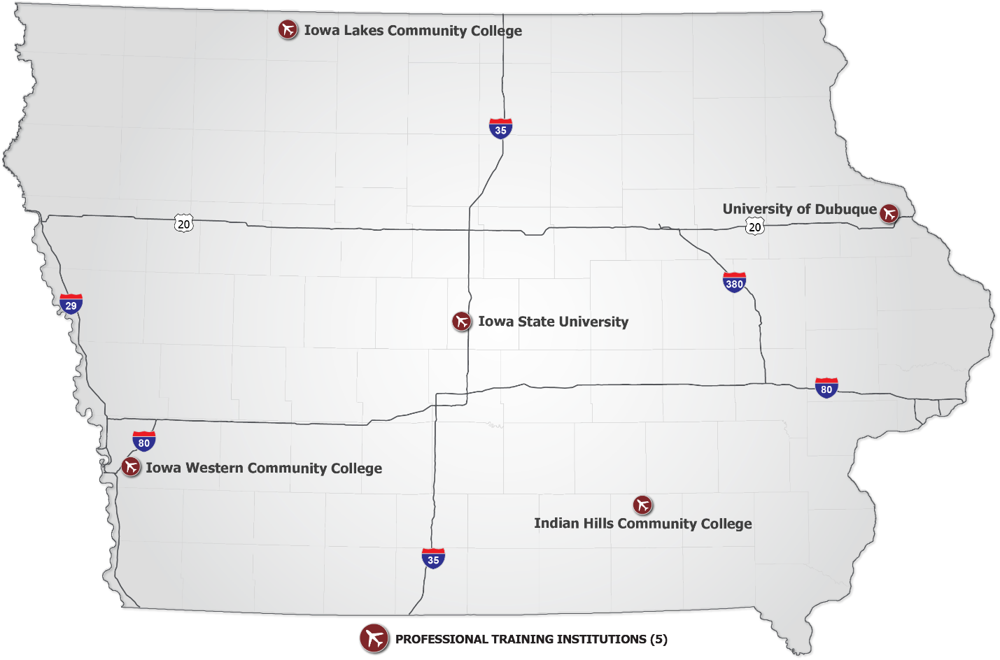 Iowa Lakes Community College
35
University of Dubuque
20
20
380
29
Iowa State University
80
80
Iowa Western Community College
Indian Hills Community College
35
PROFESSIONAL TRAINING INSTITUTIONS (5)